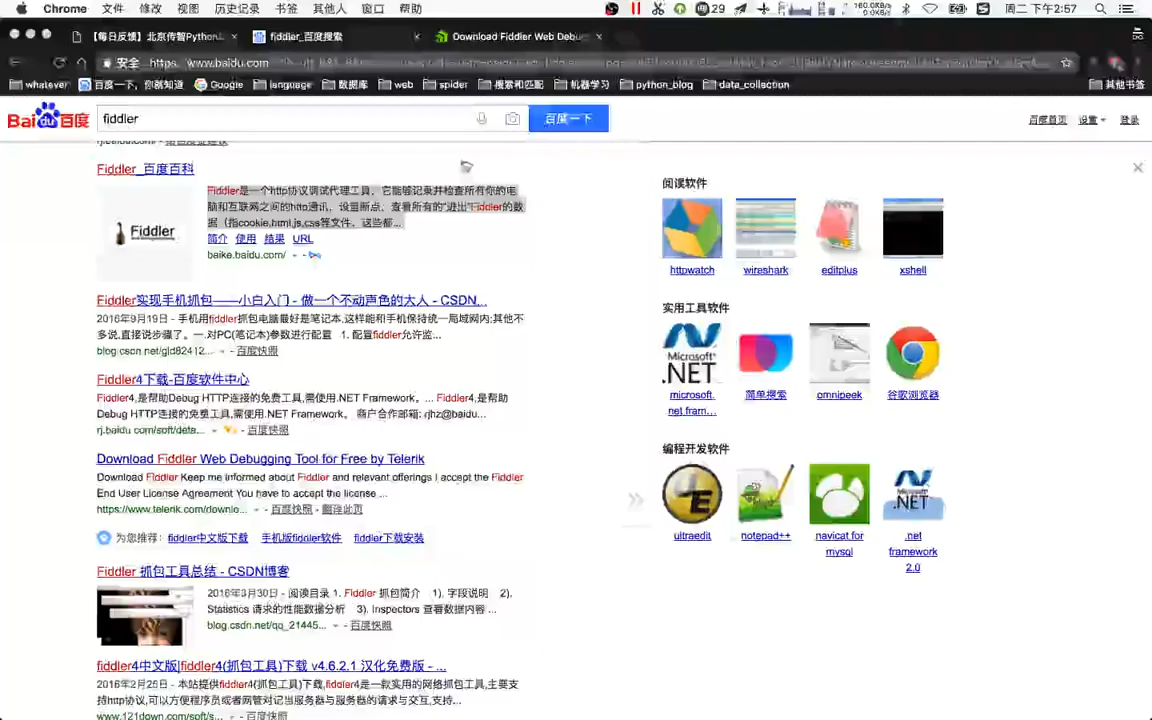 Chrome 文件 修改 视图 历史记录 书签 其他人 窗口 帮助
29
160.0KB/s
0.0KB/s
周二 下午2:57
【每日反馈】北京传智Python
fiddler_百度搜索
Download Fiddler Web Debu
安全 https www.baidu.com
whatever 百度一下，你就知道 Google language 数据库 web spider 搜索和匹配 机器学习 python_blog data_collection 其他书签
Bai du 百度 fiddler 百度一下 百度首页 设置 登录
rj.baidu.com/
Fiddler_百度百科
Fiddler是一个http协议调试代理工具，它能够记录并检查所有你的电
脑和互联网之间的http通讯，设置断点，查看所有的"进出"Fiddler的数
据（指cookie,html,js,css等文件，这些都...
简介 使用 结果 URL
baike.baidu.com/
Fiddler
Fiddler实现手机抓包——小白入门 - 做一个不动声色的大人 - CSDN...
2016年9月19日 - 手机用fiddler抓包电脑最好是笔记本,这样能和手机保持统一局域网内;其他不
多说,直接说步骤了。一.对PC(笔记本)参数进行配置 1. 配置fiddler允许监...
blog.csdn.net/gld82412... - 百度快照
Fiddler4下载-百度软件中心
Fiddler4,是帮助Debug HTTP连接的免费工具,需使用.NET Framework。... Fiddler4,是帮助
Debug HTTP连接的免费工具,需使用.NET Framework。 商户合作邮箱: rjhz@baidu...
rj.baidu.com/soft/deta... - 百度快照
Download Fiddler Web Debugging Tool for Free by Telerik
Download Fiddler Keep me informed about Fiddler and relevant offerings I accept the Fiddler
End User License Agreement You have to accept the license ...
https://www.telerik.com/downlo... - 百度快照 - 翻译此页
为您推荐： fiddler中文版下载 手机版fiddler软件 fiddler下载安装
Fiddler 抓包工具总结 - CSDN博客
2016年3月30日 - 阅读目录 1. Fiddler 抓包简介 1). 字段说明 2).
Statistics 请求的性能数据分析 3). Inspectors 查看数据内容 ...
blog.csdn.net/qq_21445... - 百度快照
fiddler4中文版|fiddler4(抓包工具)下载 v4.6.2.1 汉化免费版 - ...
2016年2月25日 - 本站提供fiddler4(抓包工具)下载,fiddler4是一款实用的网络抓包工具,主要支
持http协议,可以方便程序员或者网管对记当服务器与服务器的请求与交互,支持...
www.121down.com/soft/s... - 百度快照
阅读软件
httpwatch wireshark editplus xshell
实用工具软件
Microsoft .NET
microsoft.
net fram... 简单搜索 omnipeek 谷歌浏览器
编程开发软件
Microsoft .NET
ultraedit notepad++ navicat for
mysql .net
framework
2.0